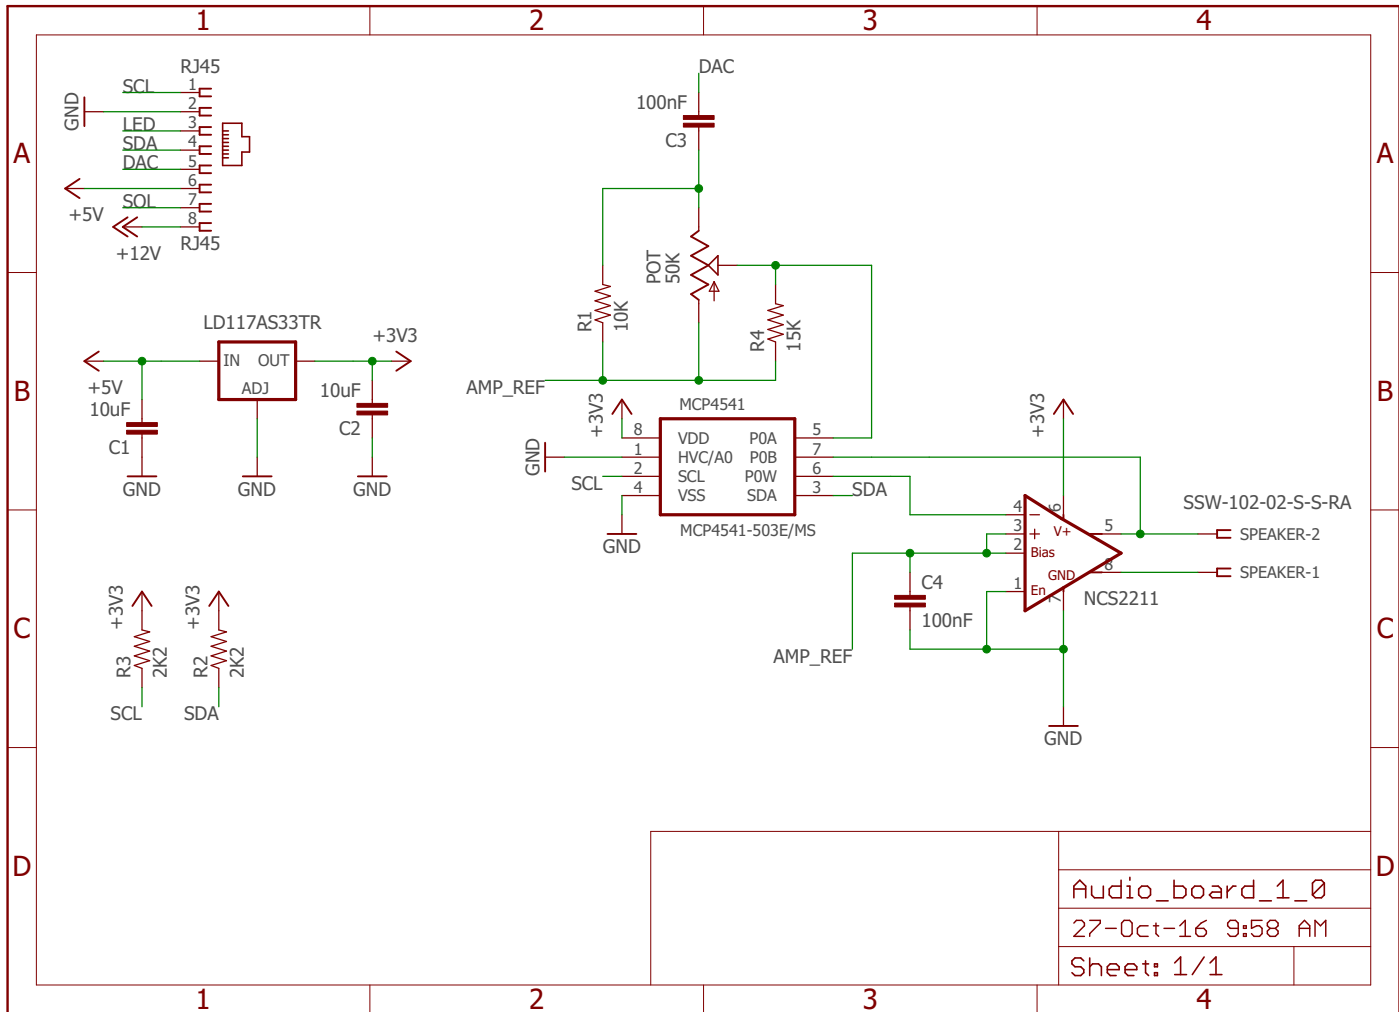 1 2 3 4
A
A
B
B
C
C
D
D
RJ45
SCL 1
GND 2
LED 3
SDA 4
DAC 5
+5V 6
SOL 7
+12V 8
RJ45
LD117AS33TR
+3V3
IN OUT
ADJ
+5V
10uF
C1
10uF
C2
GND
GND
GND
+3V3
R3
2K2
SCL
+3V3
R2
2K2
SDA
DAC
100nF
C3
POT
50K
R1
10K
R4
15K
AMP_REF
+3V3
MCP4541
8 VDD P0A 5
GND 1 HVC/A0 P0B 7
SCL 2 SCL P0W 6
4 VSS SDA 3 SDA
MCP4541-503E/MS
GND
+3V3
6
V+
4 −
3 +
2 Bias
1 En
GND
7
5
8
NCS2211
C4
100nF
AMP_REF
GND
SSW-102-02-S-S-RA
SPEAKER-2
SPEAKER-1
Audio_board_1_0
27-Oct-16 9:58 AM
Sheet: 1/1
1 2 3 4